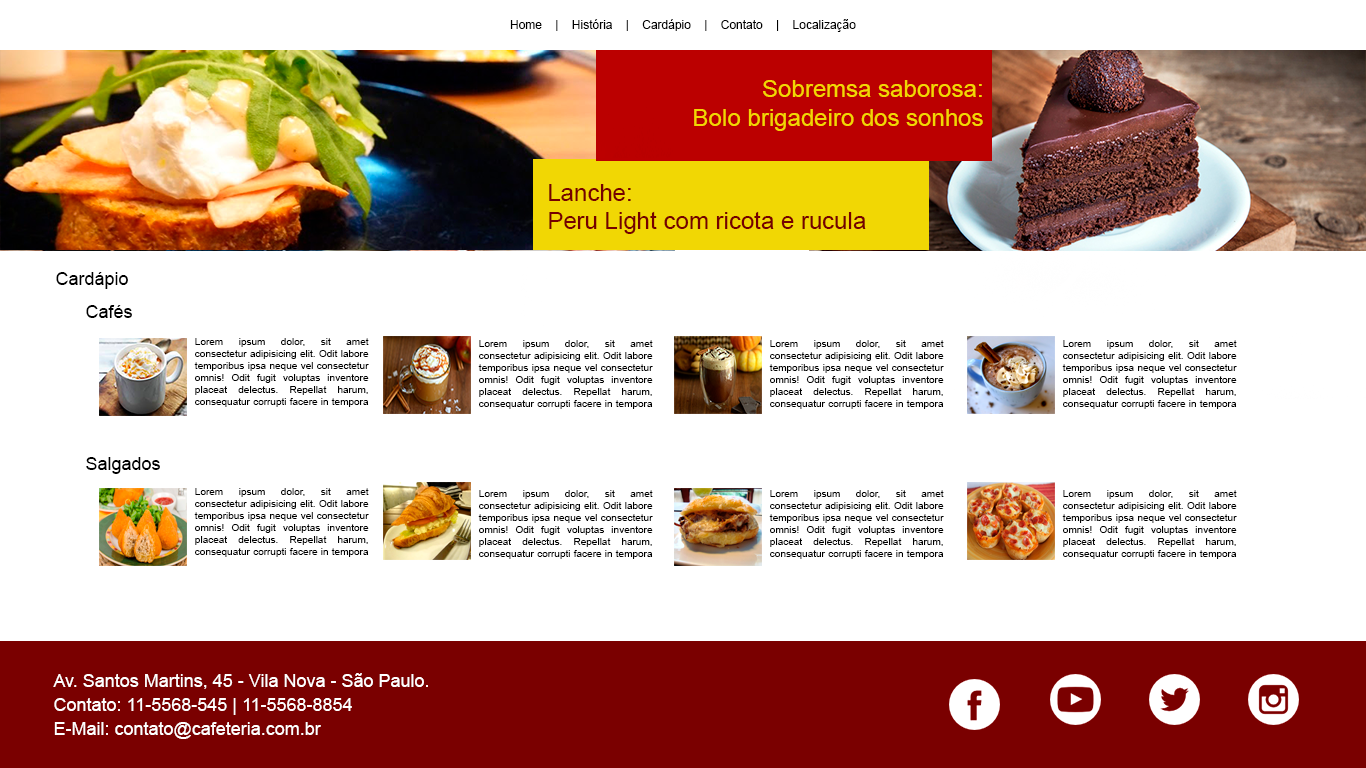 Home | História | Cardápio | Contato | Localização
Sobremsa saborosa:
Bolo brigadeiro dos sonhos
Lanche:
Peru Light com ricota e rucula
Cardápio
Cafés
Lorem ipsum dolor, sit amet
consectetur adipisicing elit. Odit labore
temporibus ipsa neque vel consectetur
omnis! Odit fugit voluptas inventore
placeat delectus. Repellat harum,
consequatur corrupti facere in tempora
Lorem ipsum dolor, sit amet
consectetur adipisicing elit. Odit labore
temporibus ipsa neque vel consectetur
omnis! Odit fugit voluptas inventore
placeat delectus. Repellat harum,
consequatur corrupti facere in tempora
Lorem ipsum dolor, sit amet
consectetur adipisicing elit. Odit labore
temporibus ipsa neque vel consectetur
omnis! Odit fugit voluptas inventore
placeat delectus. Repellat harum,
consequatur corrupti facere in tempora
Lorem ipsum dolor, sit amet
consectetur adipisicing elit. Odit labore
temporibus ipsa neque vel consectetur
omnis! Odit fugit voluptas inventore
placeat delectus. Repellat harum,
consequatur corrupti facere in tempora
Salgados
Lorem ipsum dolor, sit amet
consectetur adipisicing elit. Odit labore
temporibus ipsa neque vel consectetur
omnis! Odit fugit voluptas inventore
placeat delectus. Repellat harum,
consequatur corrupti facere in tempora
Lorem ipsum dolor, sit amet
consectetur adipisicing elit. Odit labore
temporibus ipsa neque vel consectetur
omnis! Odit fugit voluptas inventore
placeat delectus. Repellat harum,
consequatur corrupti facere in tempora
Lorem ipsum dolor, sit amet
consectetur adipisicing elit. Odit labore
temporibus ipsa neque vel consectetur
omnis! Odit fugit voluptas inventore
placeat delectus. Repellat harum,
consequatur corrupti facere in tempora
Lorem ipsum dolor, sit amet
consectetur adipisicing elit. Odit labore
temporibus ipsa neque vel consectetur
omnis! Odit fugit voluptas inventore
placeat delectus. Repellat harum,
consequatur corrupti facere in tempora
Av. Santos Martins, 45 - Vila Nova - São Paulo.
Contato: 11-5568-545 | 11-5568-8854
E-Mail: contato@cafeteria.com.br